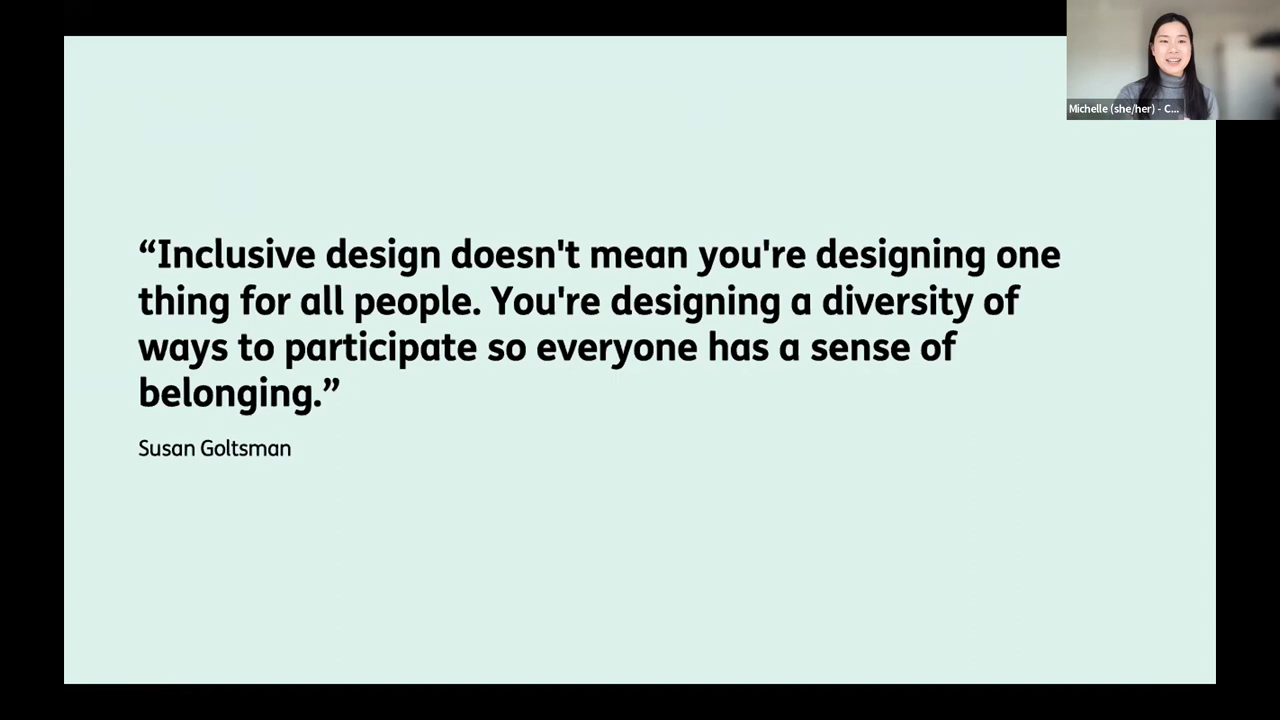 Michelle (she/her) - C...
“Inclusive design doesn't mean you're designing one
thing for all people. You're designing a diversity of
ways to participate so everyone has a sense of
belonging.”
Susan Goltsman